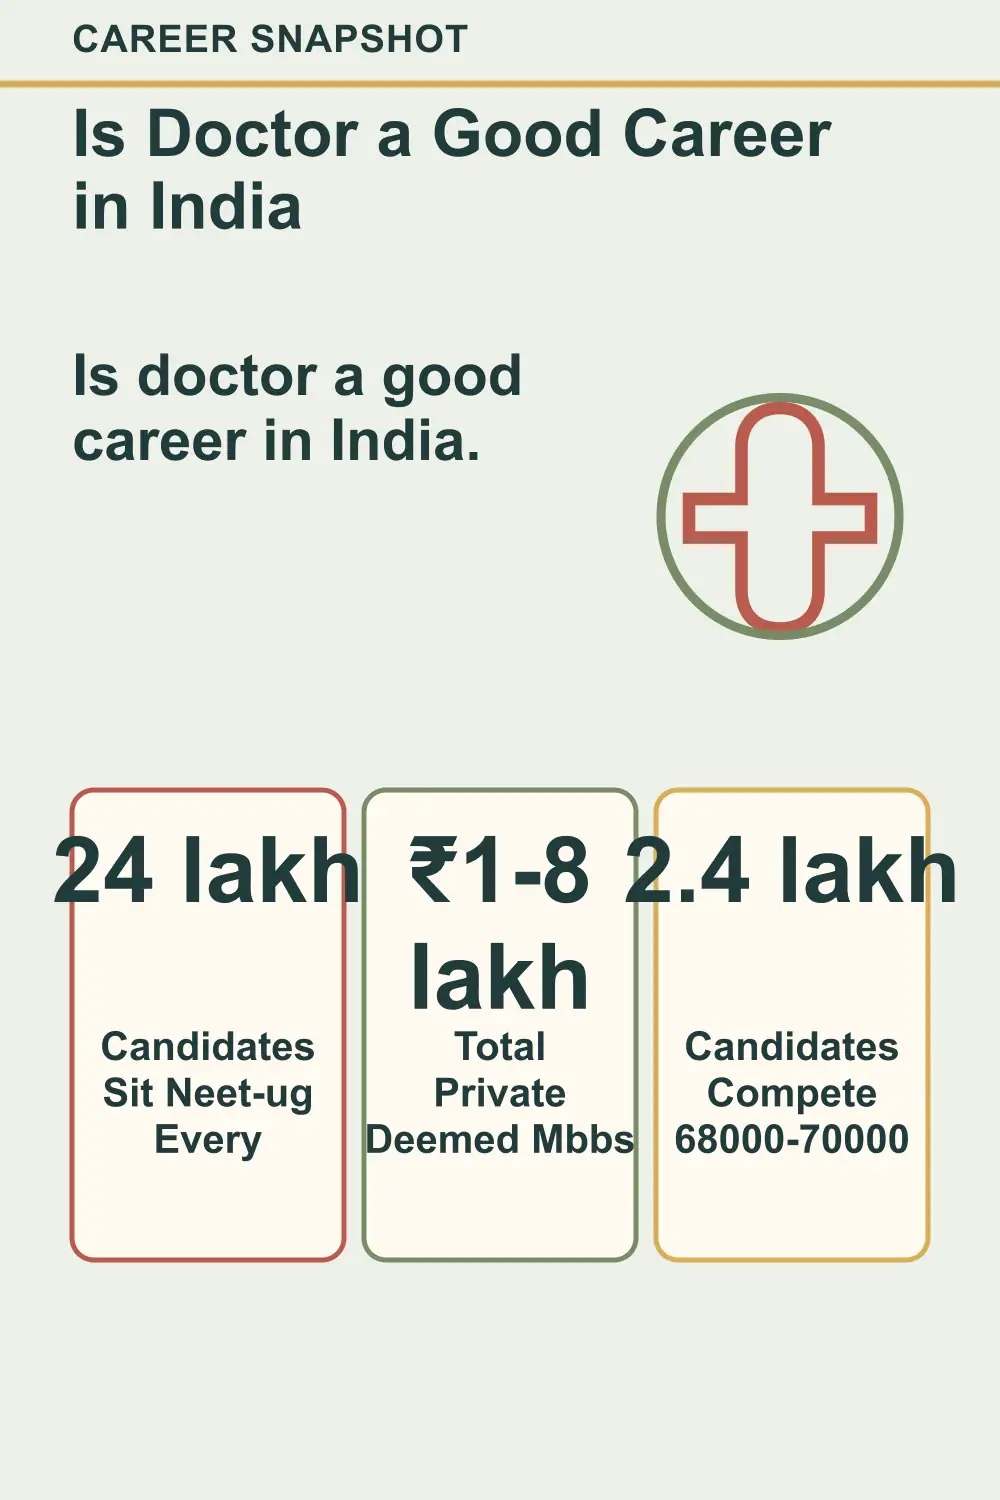 CAREER SNAPSHOT
Is Doctor a Good Career
in India
Is doctor a good
career in India.
24 lakh
Candidates
Sit Neet-ug
Every
₹1-8
lakh
Total
Private
Deemed Mbbs
2.4 lakh
Candidates
Compete
68000-70000